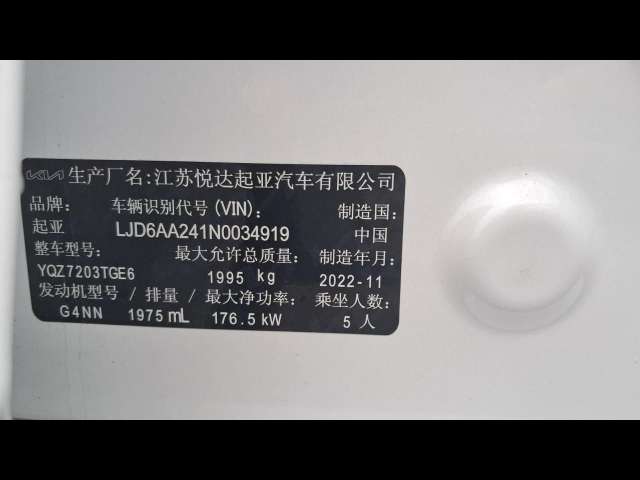 KIA 生产厂名:江苏悦达起亚汽车有限公司
品牌: 车辆识别代号(VIN): 制造国:
起亚 LJD6AA241N0034919 中国
整车型号: 最大允许总质量: 制造年月:
YQZ7203TGE6 1995 kg 2022-11
发动机型号/排量/最大净功率: 乘坐人数:
G4NN 1975 mL 176.5 kW 5 人